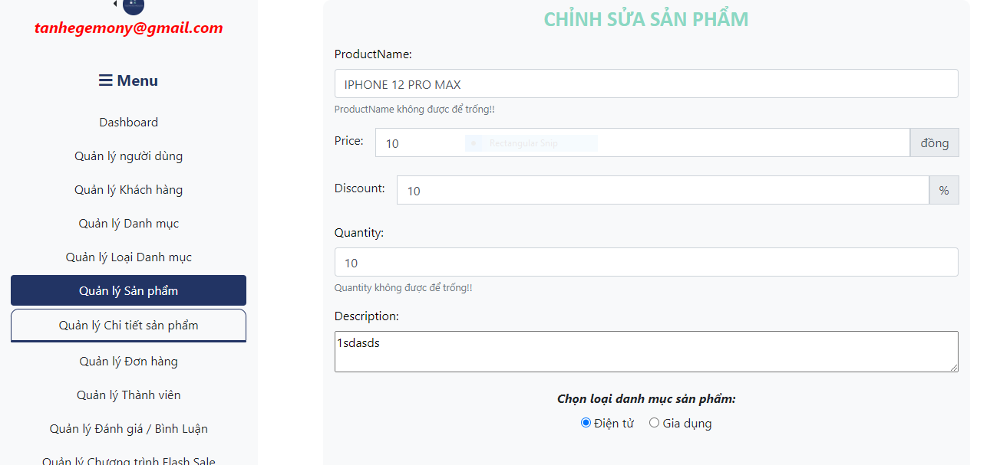 tanhegemony@gmail.com
Menu
Dashboard
Quản lý người dùng
Quản lý Khách hàng
Quản lý Danh mục
Quản lý Loại Danh mục
Quản lý Sản phẩm
Quản lý Chi tiết sản phẩm
Quản lý Đơn hàng
Quản lý Thành viên
Quản lý Đánh giá / Bình Luận
Quản lý Chương trình Flash Sale
CHỈNH SỬA SẢN PHẨM
ProductName:
IPHONE 12 PRO MAX
ProductName không được để trống!!
Price: 10 Rectangular Snip đồng
Discount: 10 %
Quantity:
10
Quantity không được để trống!!
Description:
1sdasds
Chọn loại danh mục sản phẩm:
Điện tử Gia dụng